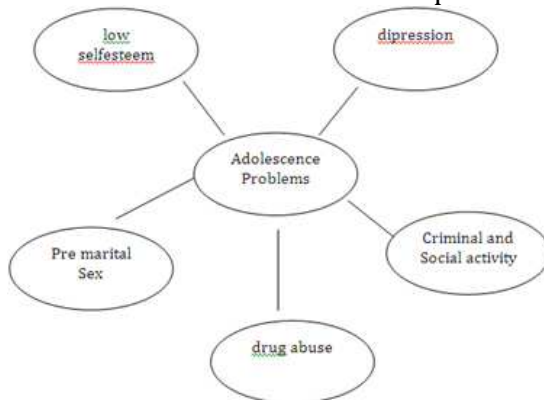 low
selfesteem
dipression
Adolescence
Problems
Pre marital
Sex
Criminal and
Social activity
drug abuse